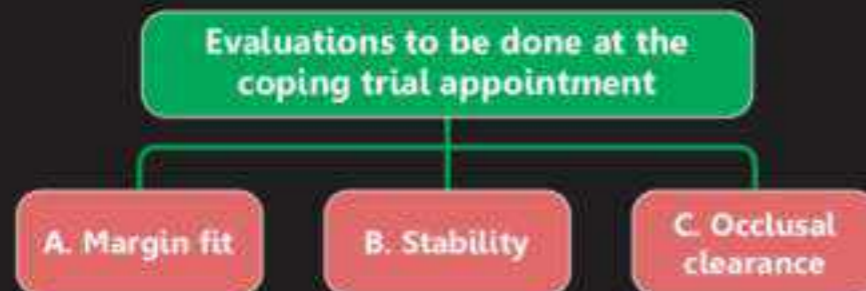 Evaluations to be done at the
coping trial appointment
A. Margin fit
B. Stability
C. Occlusal
clearance